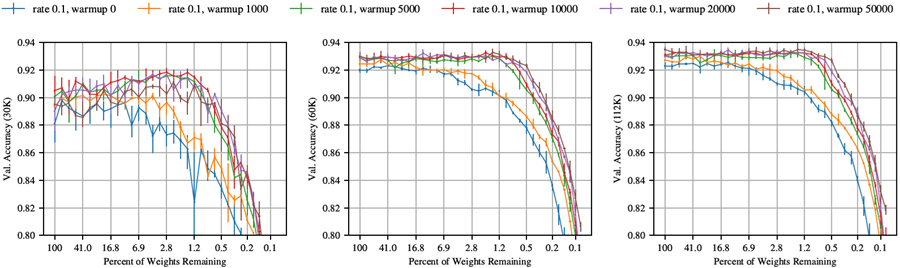 rate 0.1, warmup 0 rate 0.1, warmup 1000 rate 0.1, warmup 5000 rate 0.1, warmup 10000 rate 0.1, warmup 20000 rate 0.1, warmup 50000
Val. Accuracy (30K)
0.94
0.92
0.90
0.88
0.86
0.84
0.82
0.80
100 41.0 16.8 6.9 2.8 1.2 0.5 0.2 0.1
Percent of Weights Remaining
Val. Accuracy (60K)
0.94
0.92
0.90
0.88
0.86
0.84
0.82
0.80
100 41.0 16.8 6.9 2.8 1.2 0.5 0.2 0.1
Percent of Weights Remaining
Val. Accuracy (112K)
0.94
0.92
0.90
0.88
0.86
0.84
0.82
0.80
100 41.0 16.8 6.9 2.8 1.2 0.5 0.2 0.1
Percent of Weights Remaining